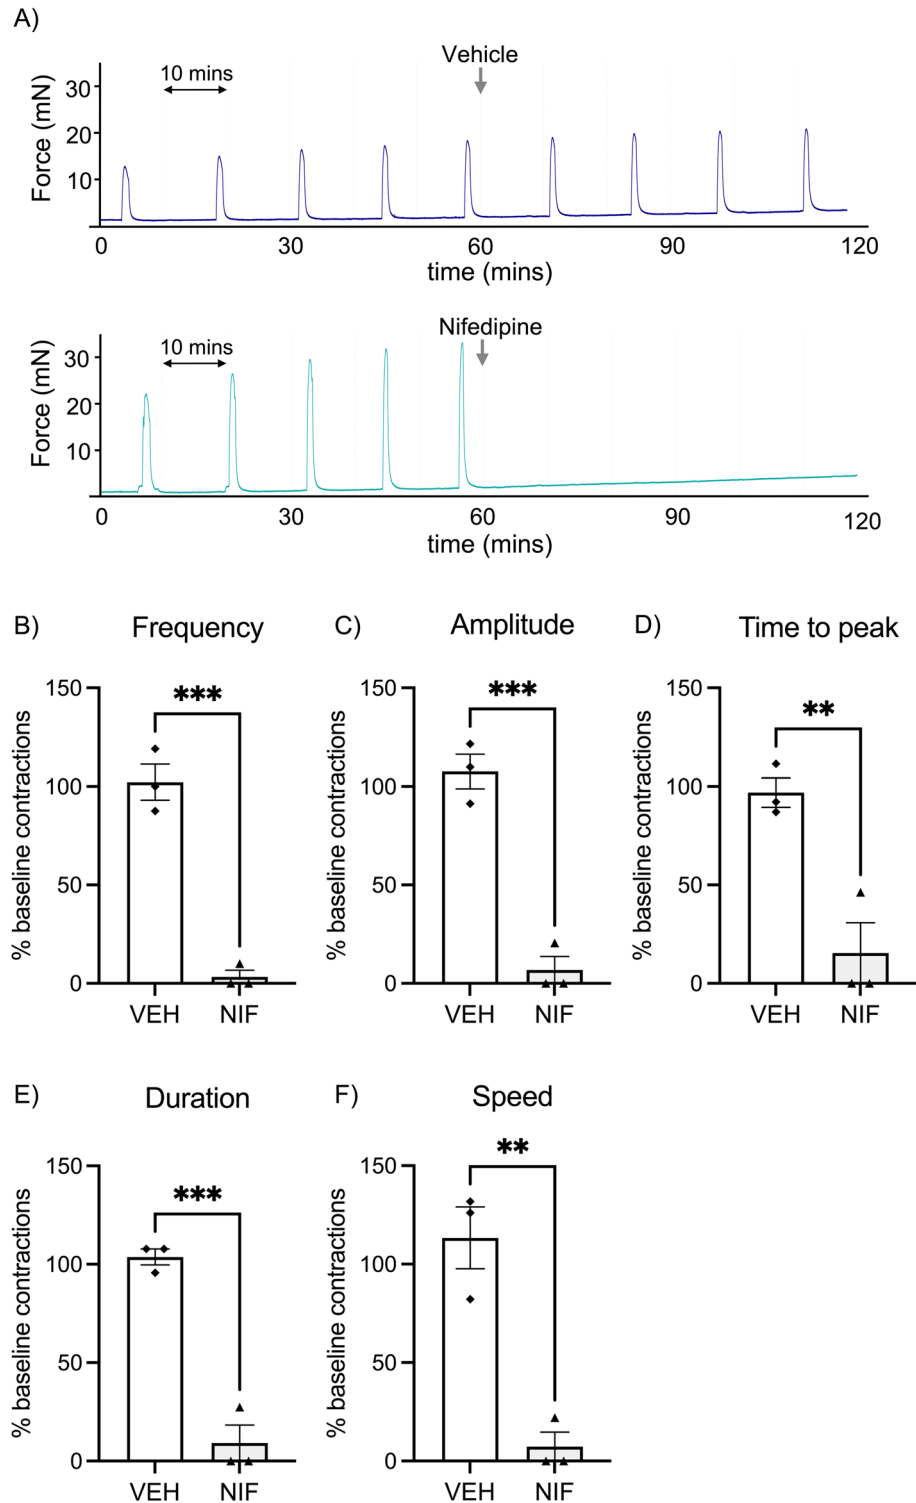 A)
Vehicle
10 mins
Force (mN)
30
20
10
0 30 60 90 120
time (mins)
Nifedipine
10 mins
Force (mN)
30
20
10
0 30 60 90 120
time (mins)
B) Frequency
% baseline contractions
150
100
50
0
***
VEH NIF
C) Amplitude
% baseline contractions
150
100
50
0
***
VEH NIF
D) Time to peak
% baseline contractions
150
100
50
0
**
VEH NIF
E) Duration
% baseline contractions
150
100
50
0
***
VEH NIF
F) Speed
% baseline contractions
150
100
50
0
**
VEH NIF